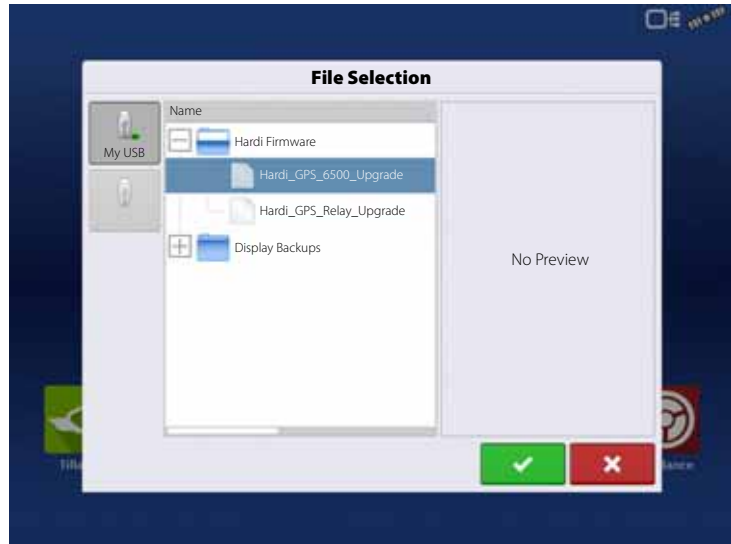 File Selection
Name
My USB
Hardi Firmware
Hardi_GPS_6500_Upgrade
Hardi_GPS_Relay_Upgrade
Display Backups
No Preview